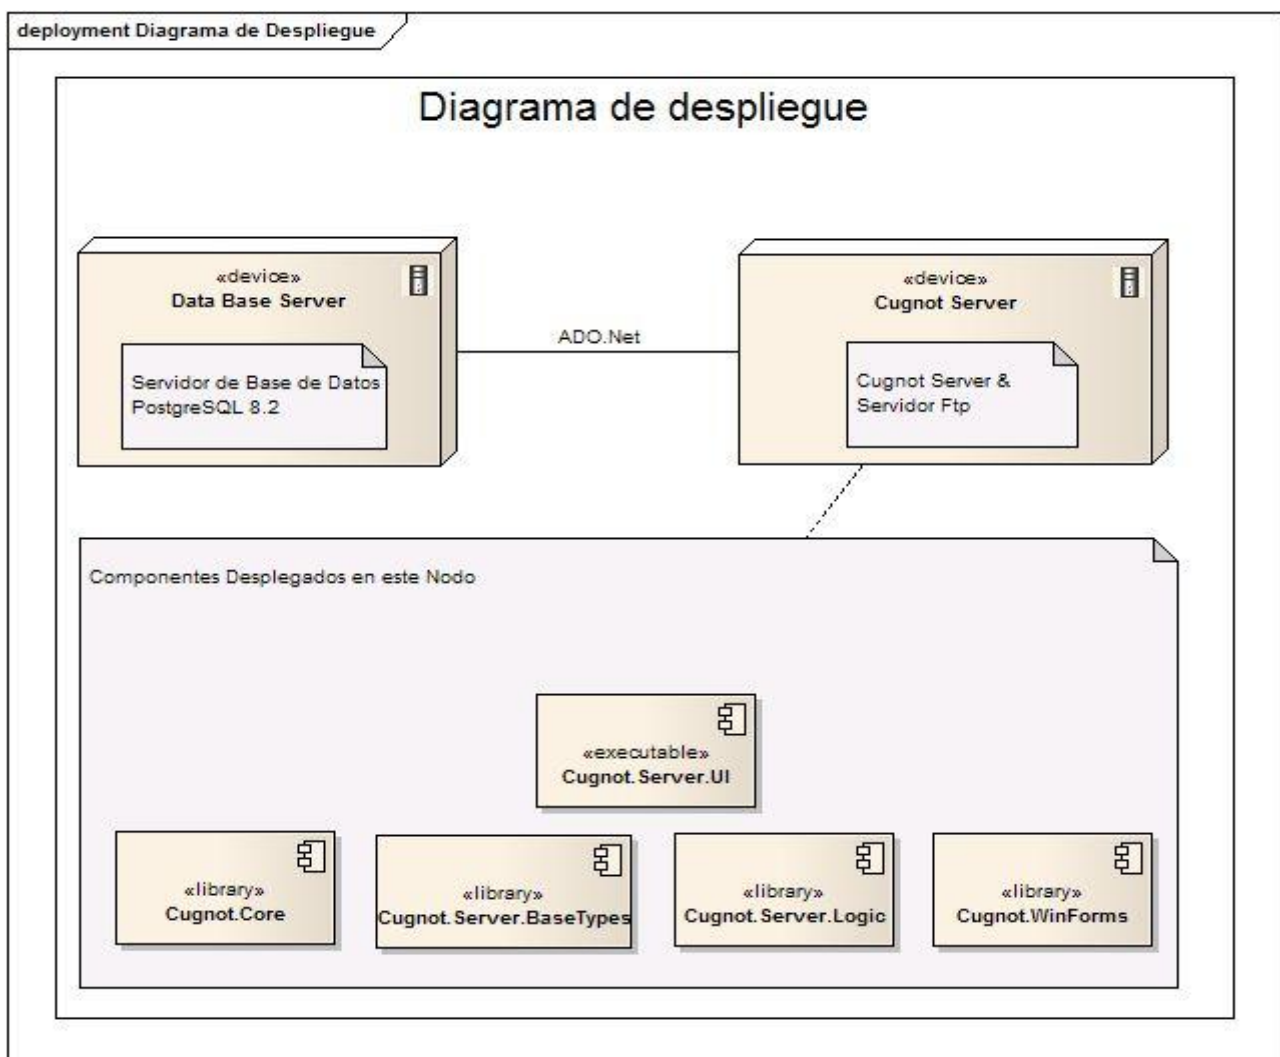 deployment Diagrama de Despliegue
Diagrama de despliegue
«device»
Data Base Server
Servidor de Base de Datos
PostgreSQL 8.2
ADO.Net
«device»
Cugnot Server
Cugnot Server &
Servidor Ftp
Componentes Desplegados en este Nodo
«executable»
Cugnot.Server.UI
«library»
Cugnot.Core
«library»
Cugnot.Server.BaseTypes
«library»
Cugnot.Server.Logic
«library»
Cugnot.WinForms